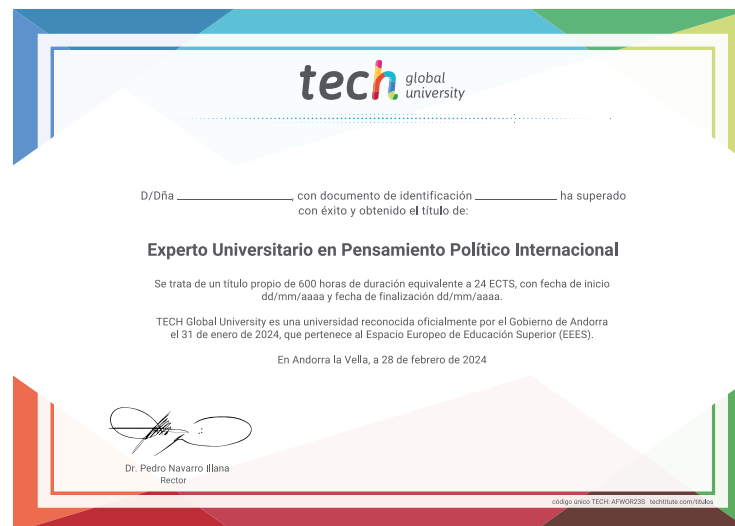 tech global university
D/Dña ____________________, con documento de identificación ______________ ha superado
con éxito y obtenido el título de:
Experto Universitario en Pensamiento Político Internacional
Se trata de un título propio de 600 horas de duración equivalente a 24 ECTS, con fecha de inicio
dd/mm/aaaa y fecha de finalización dd/mm/aaaa.
TECH Global University es una universidad reconocida oficialmente por el Gobierno de Andorra
el 31 de enero de 2024, que pertenece al Espacio Europeo de Educación Superior (EEES).
En Andorra la Vella, a 28 de febrero de 2024
Dr. Pedro Navarro Illana
Rector
código único TECH: AFWOR23S techtitute.com/titulos